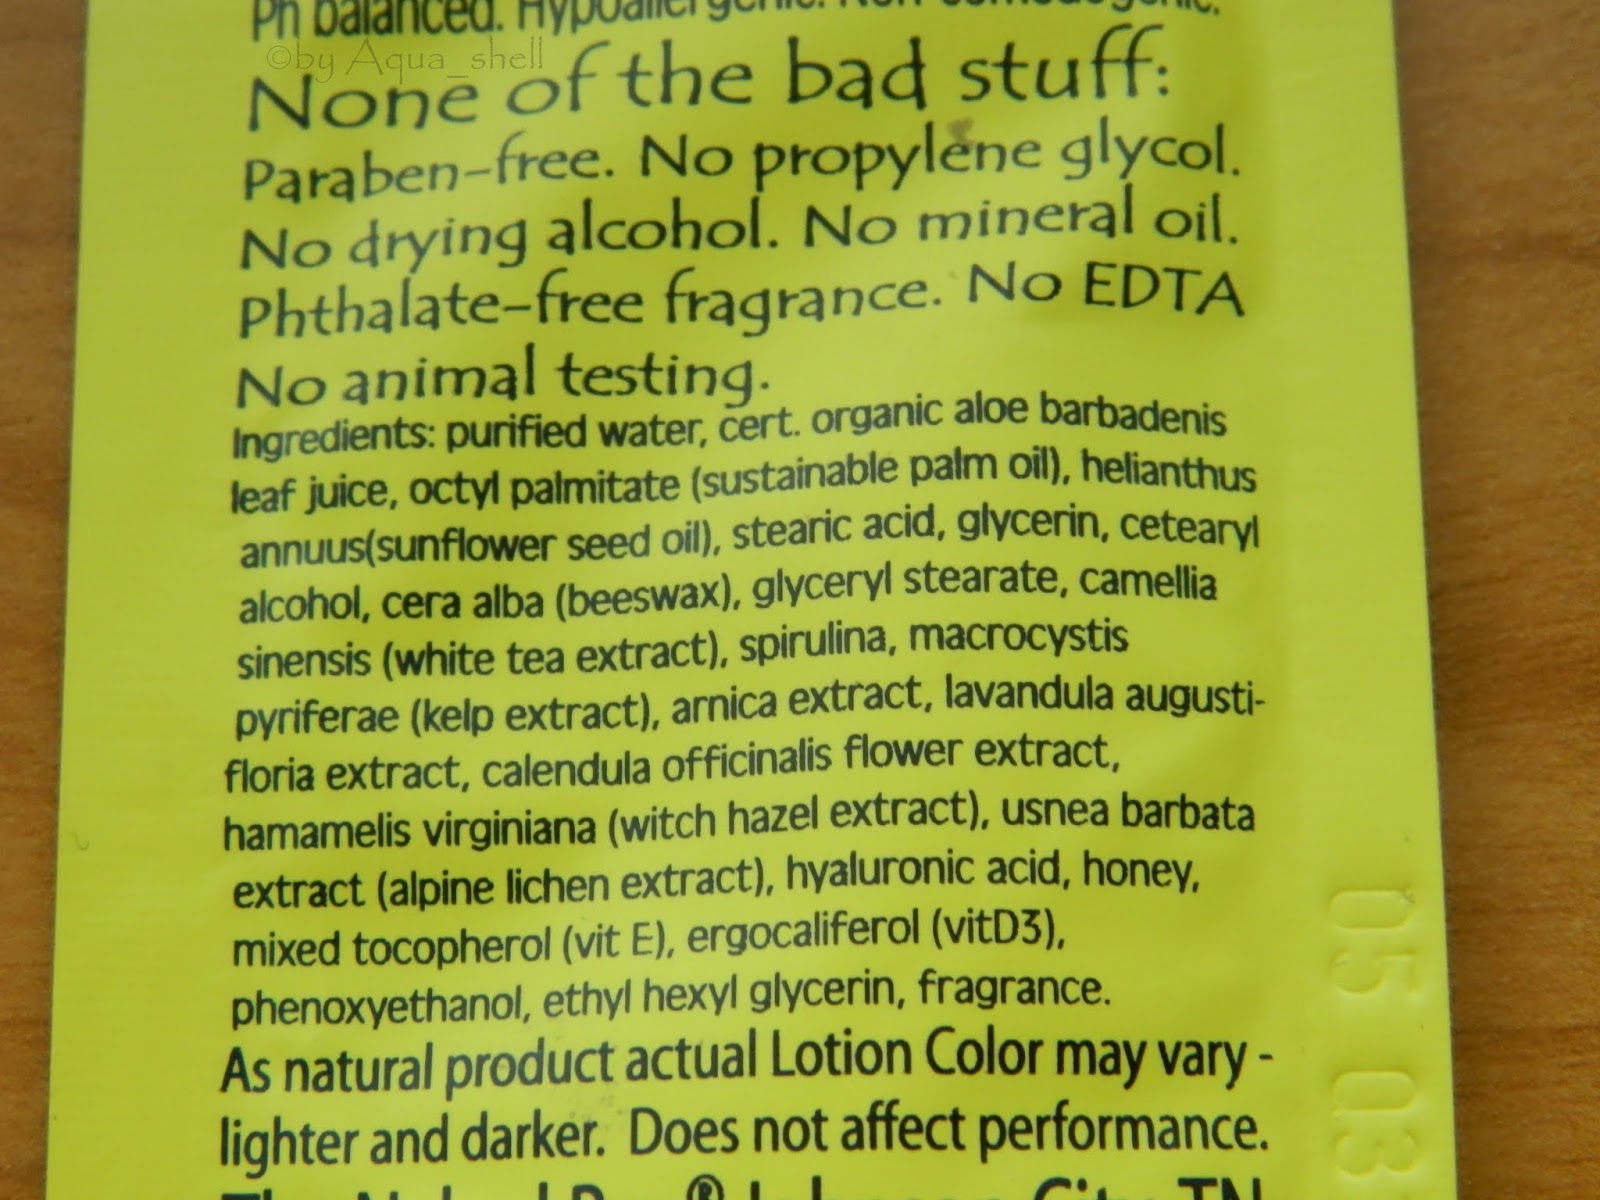 Ph balanced. Hypoallergenic. Non-comedogenic.
©by Aqua_shell
None of the bad stuff:
Paraben-free. No propylene glycol.
No drying alcohol. No mineral oil.
Phthalate-free fragrance. No EDTA
No animal testing.
Ingredients: purified water, cert. organic aloe barbadenis
leaf juice, octyl palmitate (sustainable palm oil), helianthus
annuus(sunflower seed oil), stearic acid, glycerin, cetearyl
alcohol, cera alba (beeswax), glyceryl stearate, camellia
sinensis (white tea extract), spirulina, macrocystis
pyriferae (kelp extract), arnica extract, lavandula augusti-
floria extract, calendula officinalis flower extract,
hamamelis virginiana (witch hazel extract), usnea barbata
extract (alpine lichen extract), hyaluronic acid, honey,
mixed tocopherol (vit E), ergocaliferol (vitD3),
phenoxyethanol, ethyl hexyl glycerin, fragrance.
As natural product actual Lotion Color may vary -
lighter and darker. Does not affect performance.
05 03